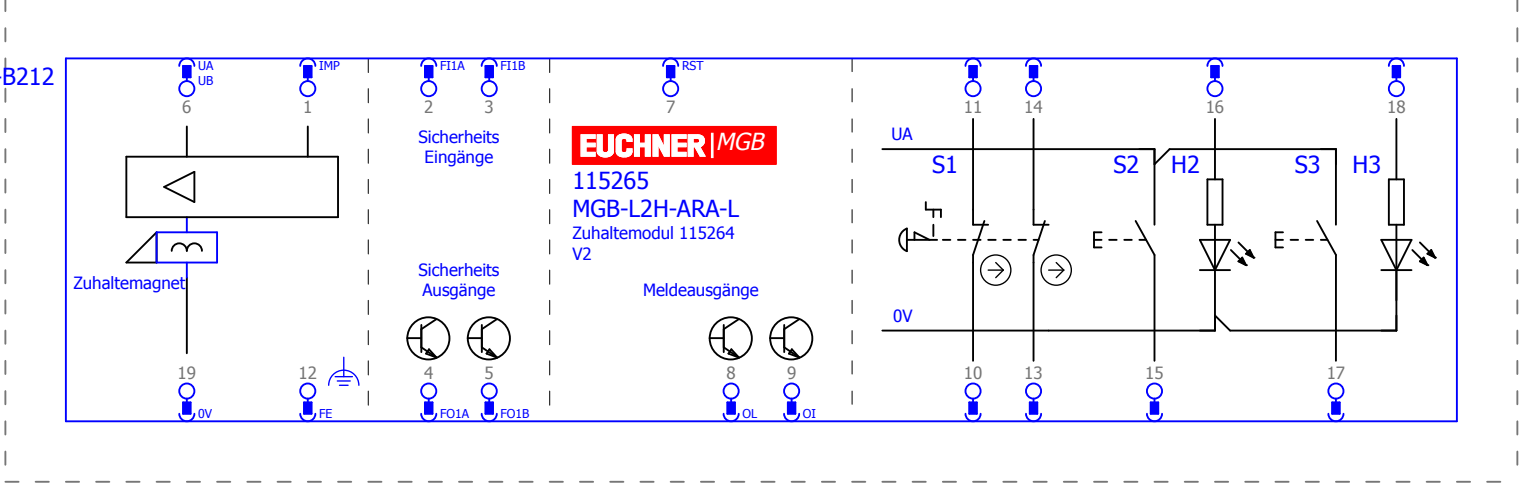 -B212
UA
UB
IMP
FI1A
FI1B
RST
6
1
2
3
7
11
14
16
18
Sicherheits
Eingänge
EUCHNER|MGB
115265
MGB-L2H-ARA-L
Zuhaltemodul 115264
V2
UA
S1
S2
H2
S3
H3
Zuhaltemagnet
Sicherheits
Ausgänge
Meldeausgänge
0V
19
12
4
5
8
9
10
13
15
17
0V
FE
FO1A
FO1B
OL
OI